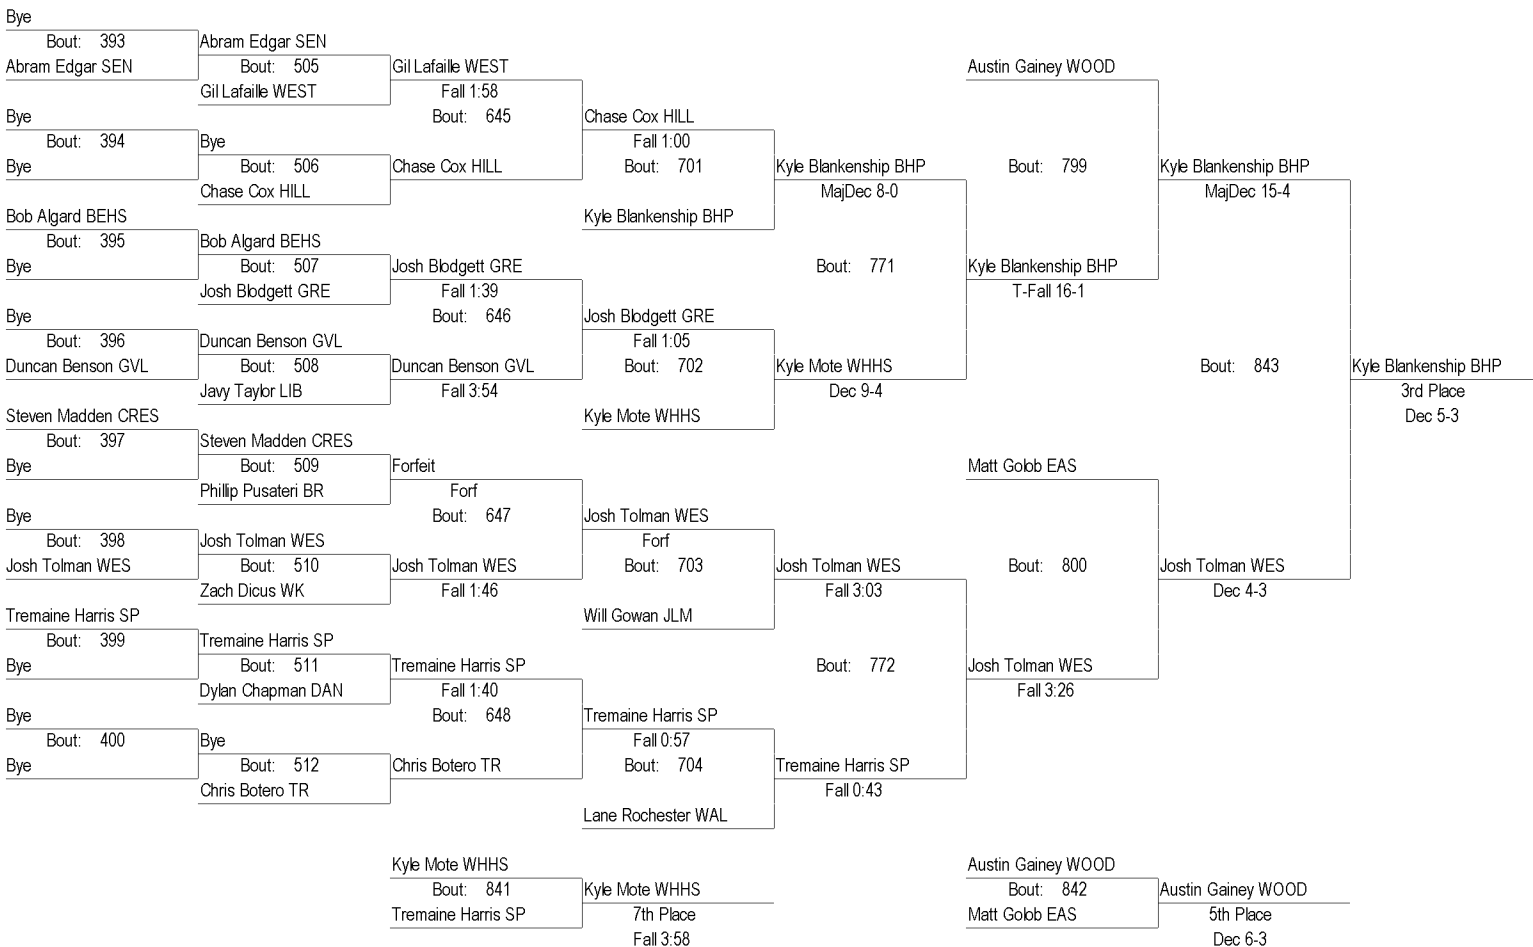 Bye
Bout: 393 Abram Edgar SEN
Abram Edgar SEN Bout: 505 Gil Lafaille WEST Austin Gainey WOOD
Gil Lafaille WEST Fall 1:58
Bye Bout: 645 Chase Cox HILL
Bout: 394 Bye Fall 1:00
Bye Bout: 506 Chase Cox HILL Bout: 701 Kyle Blankenship BHP Bout: 799 Kyle Blankenship BHP
Chase Cox HILL MajDec 8-0 MajDec 15-4
Bob Algard BEHS Kyle Blankenship BHP
Bout: 395 Bob Algard BEHS
Bye Bout: 507 Josh Blodgett GRE Bout: 771 Kyle Blankenship BHP
Josh Blodgett GRE Fall 1:39 T-Fall 16-1
Bye Bout: 646 Josh Blodgett GRE
Bout: 396 Duncan Benson GVL Fall 1:05
Duncan Benson GVL Bout: 508 Duncan Benson GVL Bout: 702 Kyle Mote WHHS Bout: 843 Kyle Blankenship BHP
Javy Taylor LIB Fall 3:54 Dec 9-4 3rd Place
Steven Madden CRES Kyle Mote WHHS Dec 5-3
Bout: 397 Steven Madden CRES
Bye Bout: 509 Forfeit Matt Golob EAS
Phillip Pusateri BR Forf
Bye Bout: 647 Josh Tolman WES
Bout: 398 Josh Tolman WES Forf
Josh Tolman WES Bout: 510 Josh Tolman WES Bout: 703 Josh Tolman WES Bout: 800 Josh Tolman WES
Zach Dicus WK Fall 1:46 Fall 3:03 Dec 4-3
Tremaine Harris SP Will Gowan JLM
Bout: 399 Tremaine Harris SP
Bye Bout: 511 Tremaine Harris SP Bout: 772 Josh Tolman WES
Dylan Chapman DAN Fall 1:40 Fall 3:26
Bye Bout: 648 Tremaine Harris SP
Bout: 400 Bye Fall 0:57
Bye Bout: 512 Chris Botero TR Bout: 704 Tremaine Harris SP
Chris Botero TR Fall 0:43
Lane Rochester WAL
Kyle Mote WHHS Austin Gainey WOOD
Bout: 841 Kyle Mote WHHS Bout: 842 Austin Gainey WOOD
Tremaine Harris SP 7th Place Matt Golob EAS 5th Place
Fall 3:58 Dec 6-3